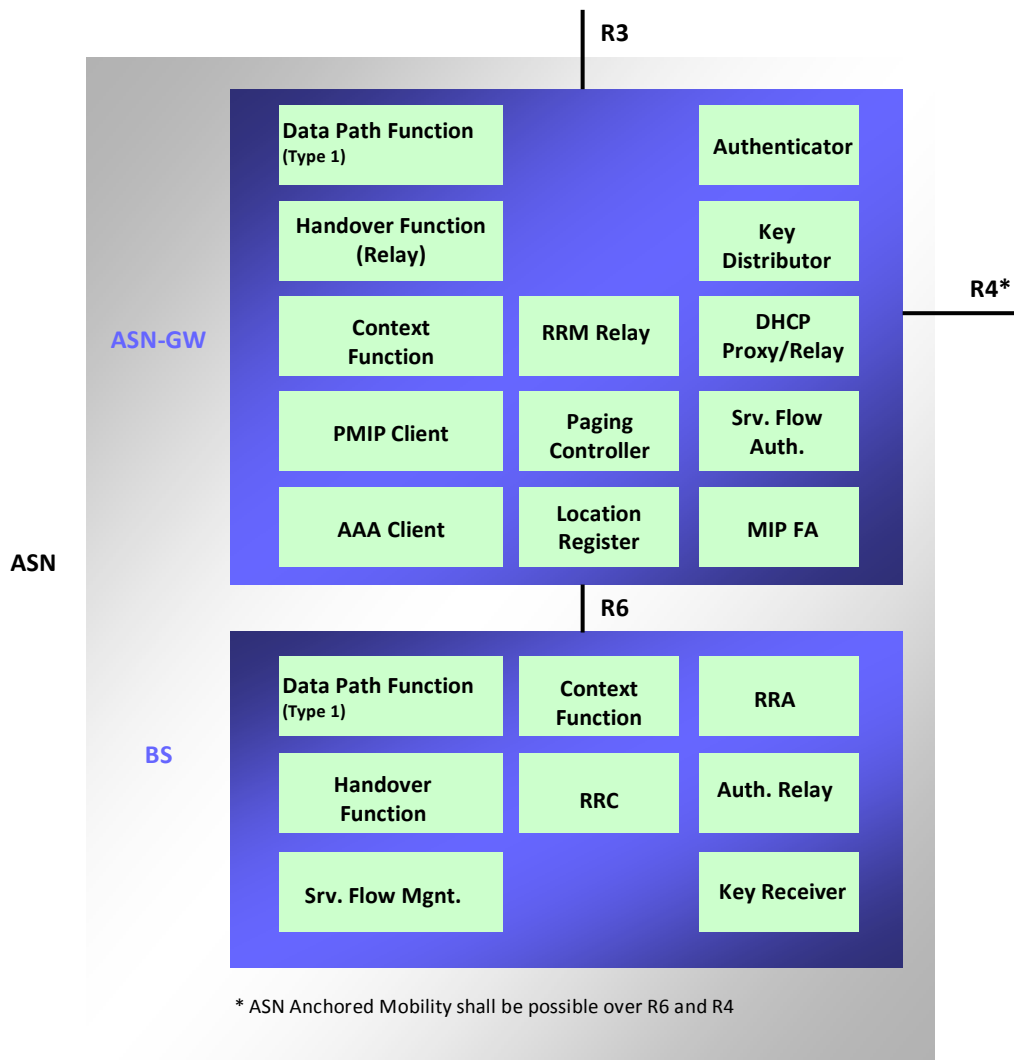 R3
Data Path Function
(Type 1)
Authenticator
Handover Function
(Relay)
Key
Distributor
R4*
ASN-GW
Context
Function
RRM Relay
DHCP
Proxy/Relay
PMIP Client
Paging
Controller
Srv. Flow
Auth.
AAA Client
Location
Register
MIP FA
ASN
R6
Data Path Function
(Type 1)
Context
Function
RRA
BS
Handover
Function
RRC
Auth. Relay
Srv. Flow Mgnt.
Key Receiver
* ASN Anchored Mobility shall be possible over R6 and R4